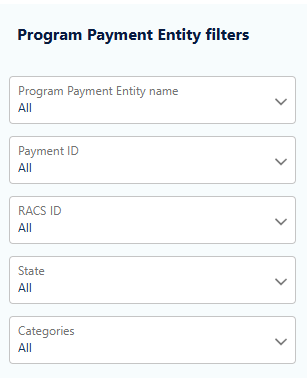 Program Payment Entity filters
Program Payment Entity name
All
Payment ID
All
RACS ID
All
State
All
Categories
All